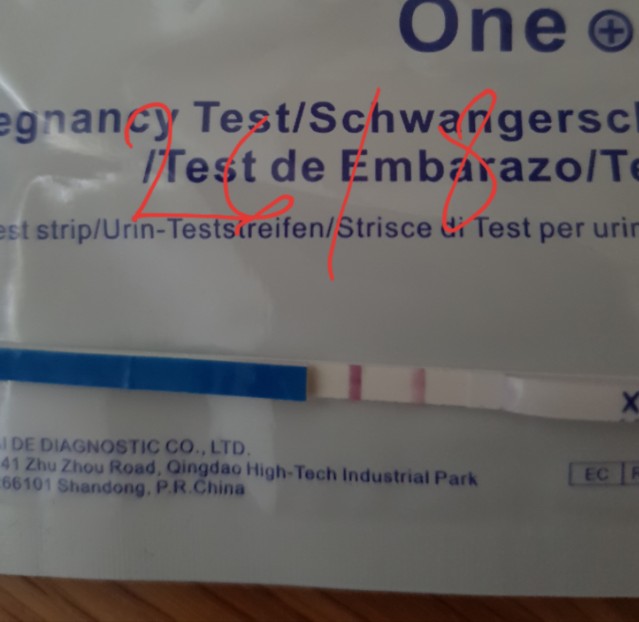 One
egnancy Test/Schwangersch
/Test de Embarazo/Te
est strip/Urin-Teststreifen/Strisce di Test per urin
26/8
I DE DIAGNOSTIC CO., LTD.
41 Zhu Zhou Road, Qingdao High-Tech Industrial Park
66101 Shandong, P.R.China
EC
X